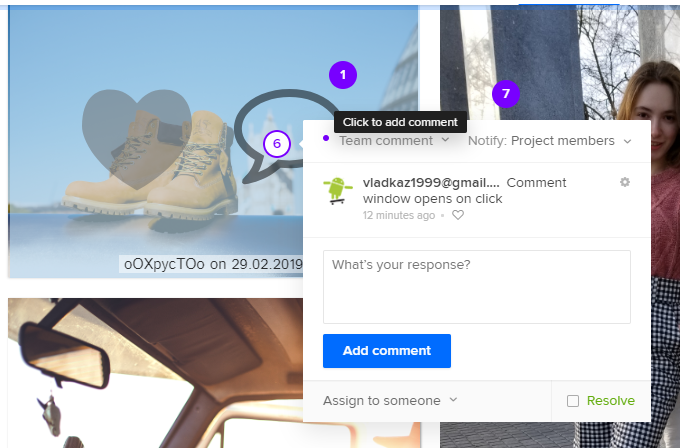 1
7
Click to add comment
6
Team comment
Notify: Project members
vladkaz1999@gmail.... Comment
window opens on click
12 minutes ago •
What's your response?
oOXpycTOo on 29.02.2019
Add comment
Assign to someone
Resolve